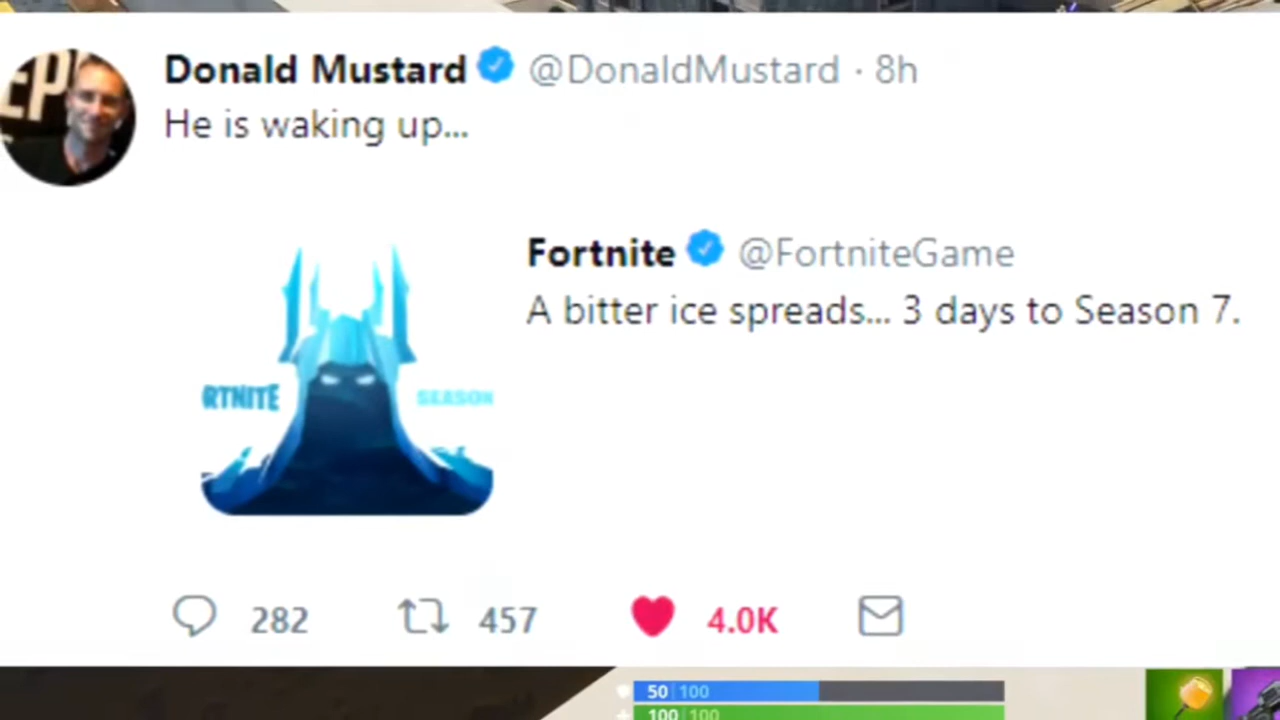 EP
Donald Mustard @DonaldMustard · 8h
He is waking up...
Fortnite @FortniteGame
A bitter ice spreads... 3 days to Season 7.
RTNITE SEASON
282 457 4.0K
50 | 100
100 | 100